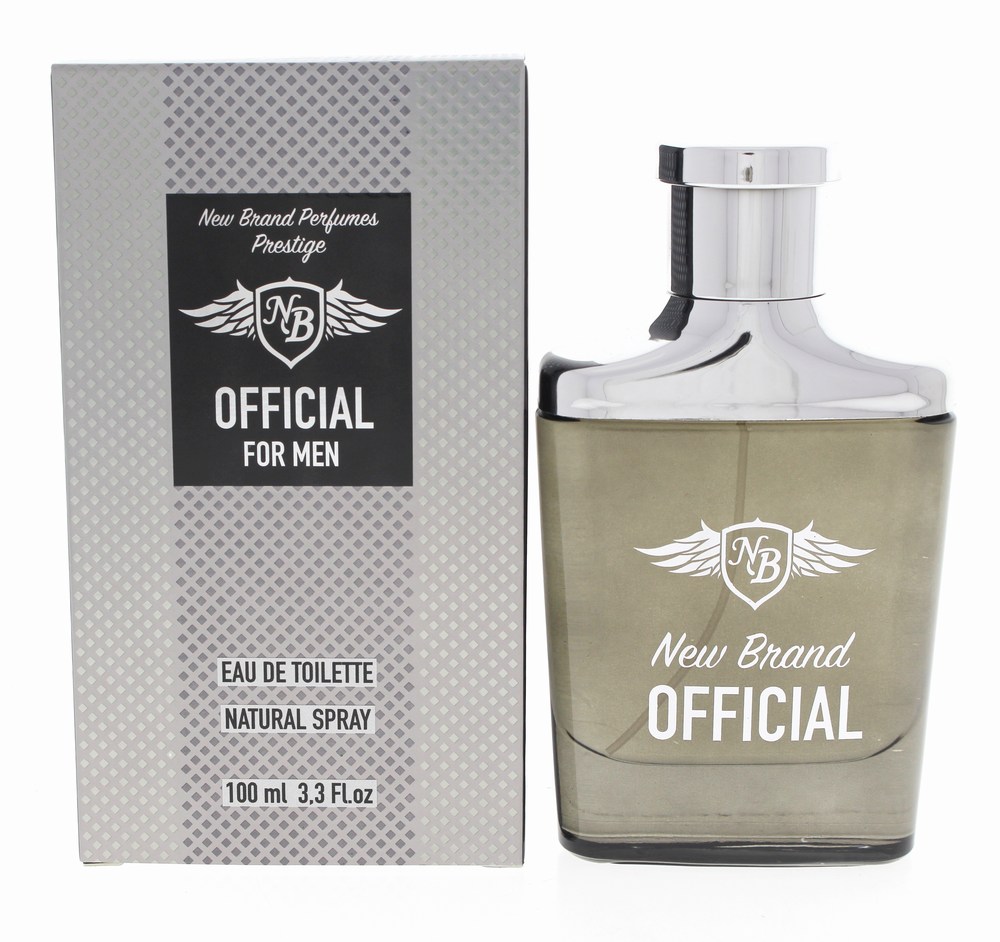 New Brand Perfumes
Prestige
NB
OFFICIAL
FOR MEN
EAU DE TOILETTE
NATURAL SPRAY
100 ml 3,3 Fl.oz
NB
New Brand
OFFICIAL